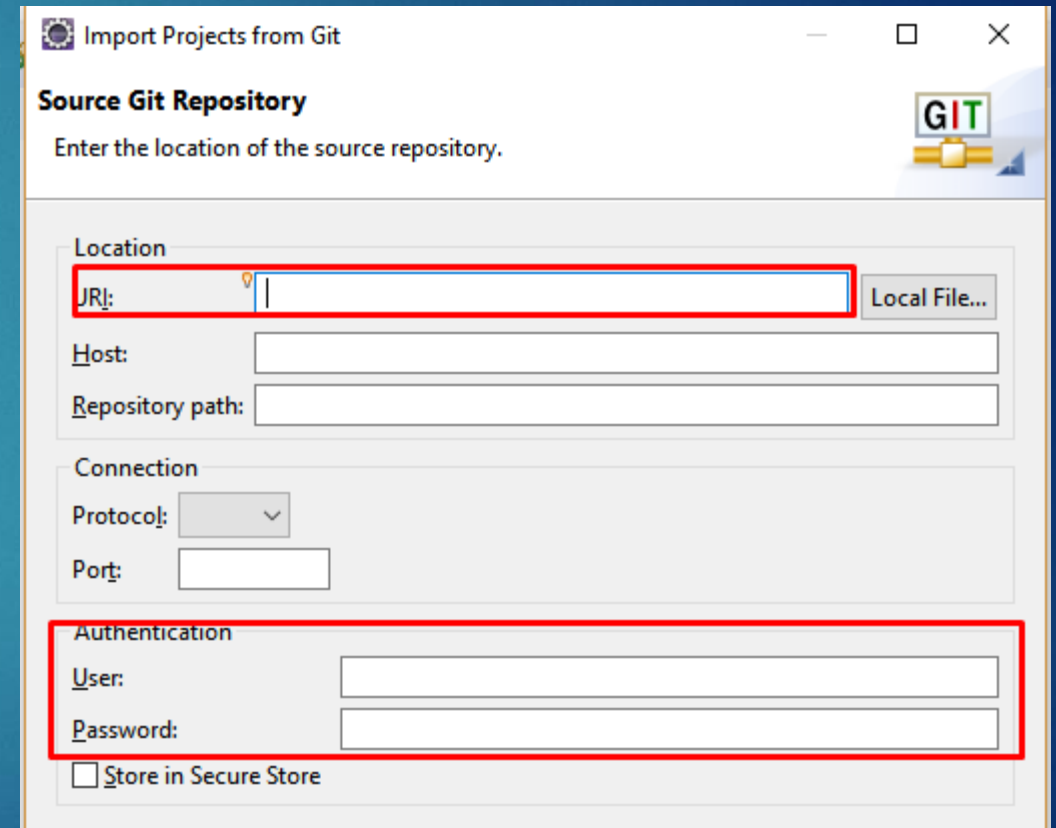 Import Projects from Git
Source Git Repository
GIT
Enter the location of the source repository.
Location
URI:
Local File...
Host:
Repository path:
Connection
Protocol:
Port:
Authentication
User:
Password:
Store in Secure Store